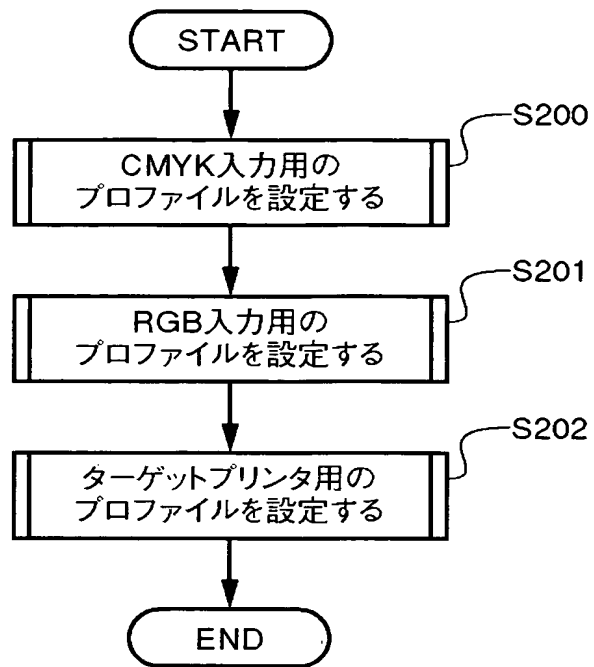 START
S200
CMYK入力用の
プロファイルを設定する
S201
RGB入力用の
プロファイルを設定する
S202
ターゲットプリンタ用の
プロファイルを設定する
END